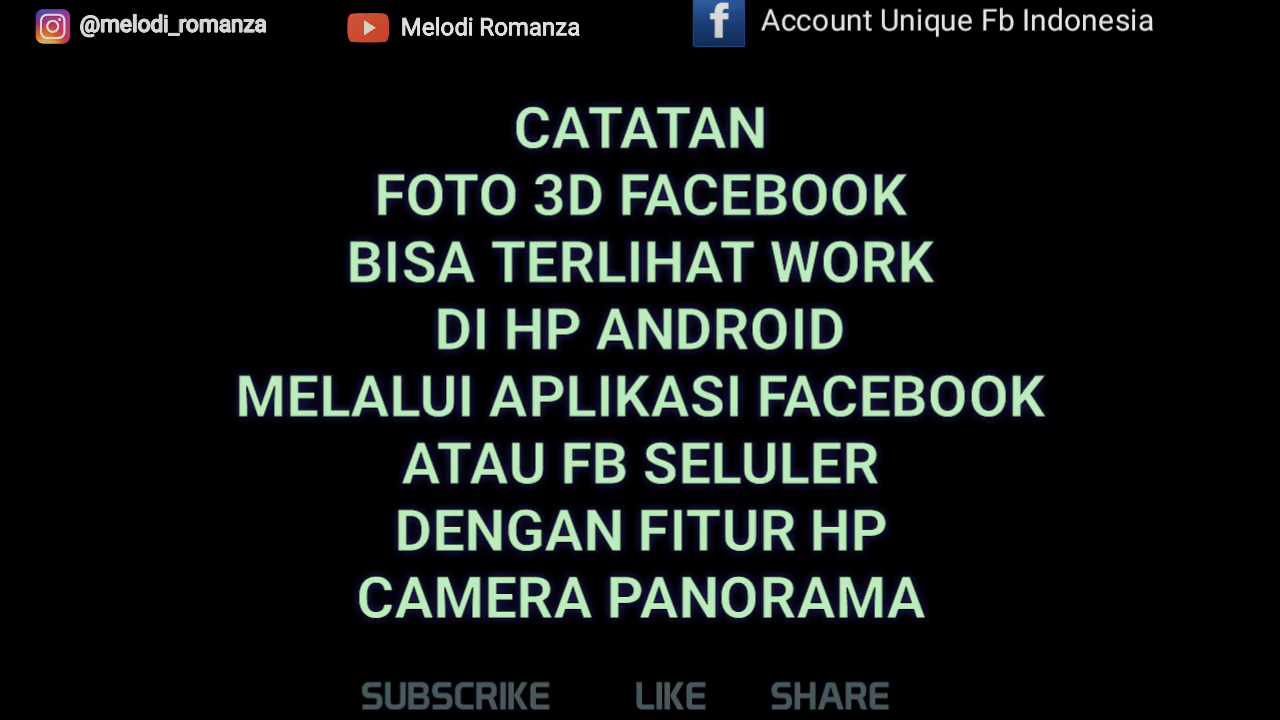 @melodi_romanza
Melodi Romanza
Account Unique Fb Indonesia
CATATAN
FOTO 3D FACEBOOK
BISA TERLIHAT WORK
DI HP ANDROID
MELALUI APLIKASI FACEBOOK
ATAU FB SELULER
DENGAN FITUR HP
CAMERA PANORAMA
SUBSCRIKE LIKE SHARE